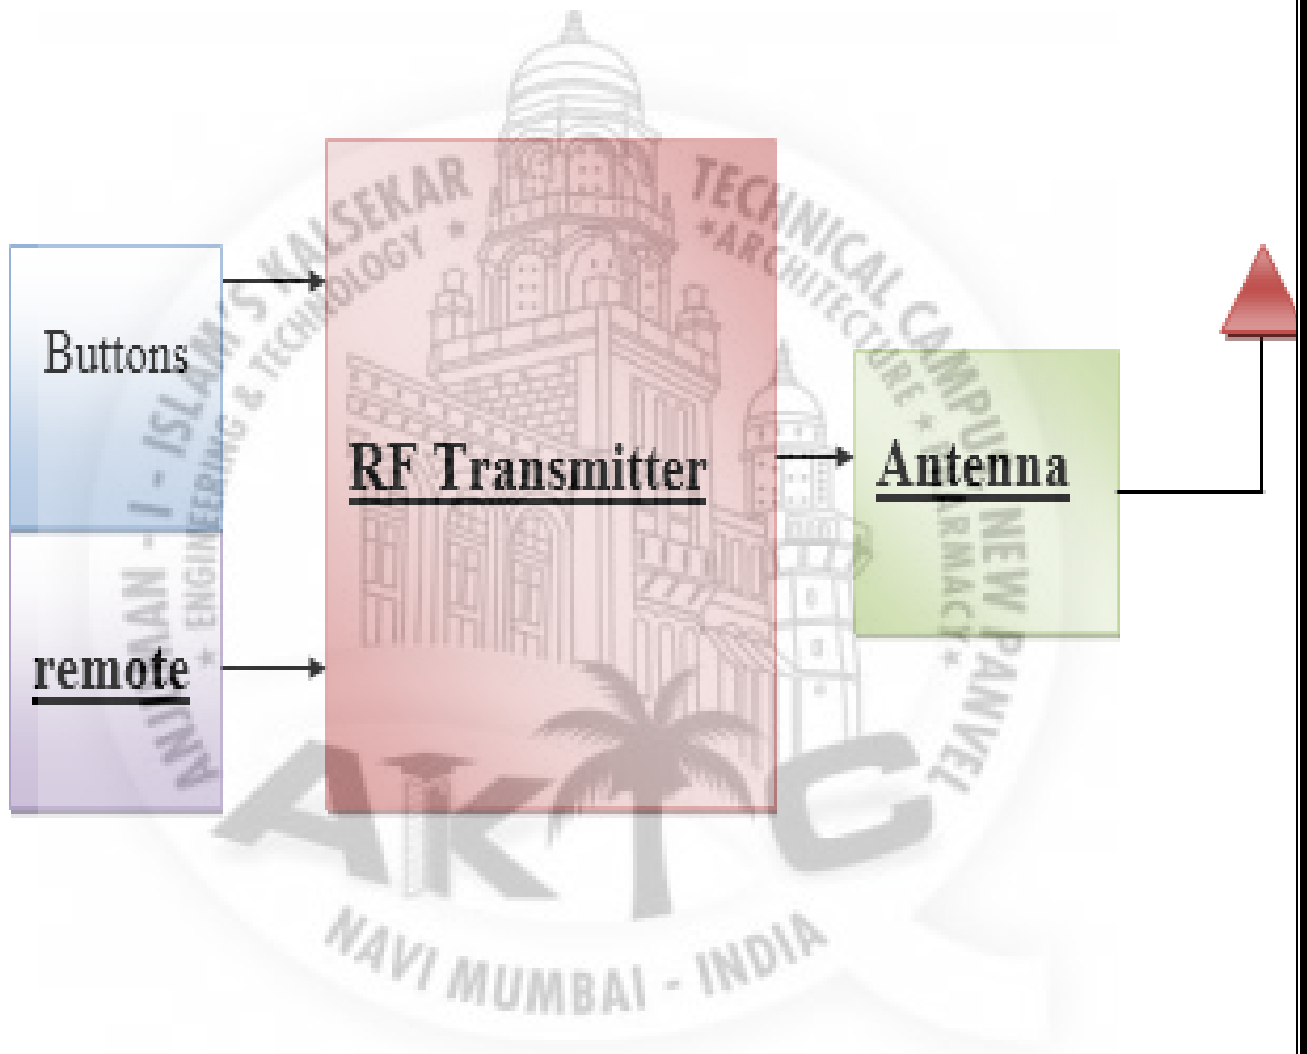 Buttons
remote
RF Transmitter
Antenna
ANJUMAN - I - ISLAM'S KALSEKAR TECHNICAL CAMPUS NEW PANVEL
★ ENGINEERING & TECHNOLOGY ★ ★ ARCHITECTURE ★ PHARMACY ★
AKTC
NAVI MUMBAI - INDIA